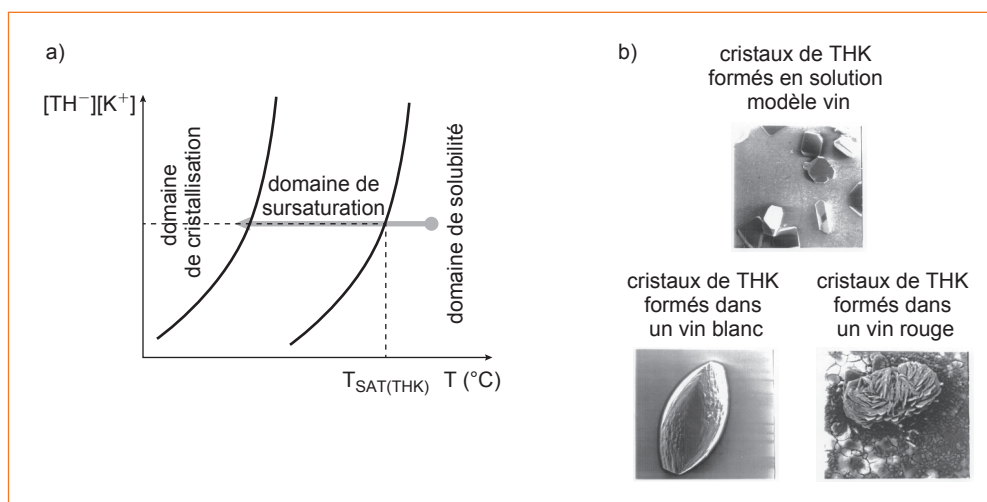 a)
[TH⁻][K⁺]
domaine
de cristallisation
domaine de
sursaturation
domaine de solubilité
T_SAT(THK)
T (°C)
b)
cristaux de THK
formés en solution
modèle vin
cristaux de THK
formés dans
un vin blanc
cristaux de THK
formés dans
un vin rouge